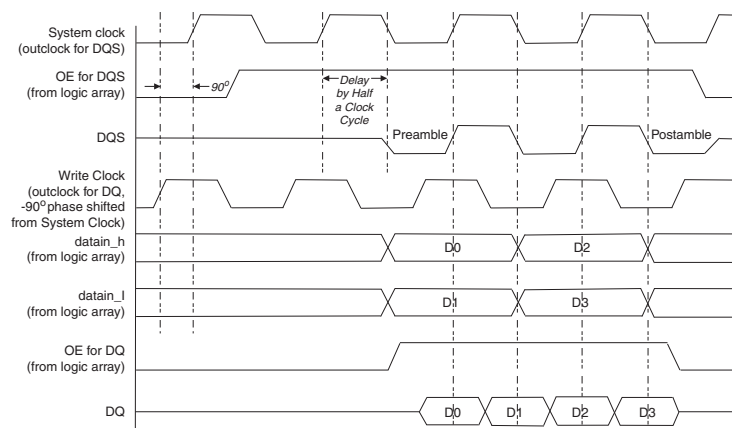 System clock
(outclock for DQS)
OE for DQS
(from logic array)
90°
Delay
by Half
a Clock
Cycle
DQS
Preamble
Postamble
Write Clock
(outclock for DQ,
-90° phase shifted
from System Clock)
datain_h
(from logic array)
D0
D2
datain_l
(from logic array)
D1
D3
OE for DQ
(from logic array)
DQ
D0
D1
D2
D3